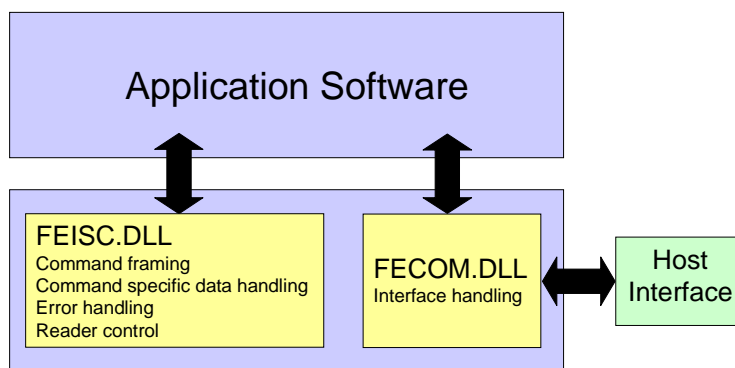 Application Software
FEISC.DLL
Command framing
Command specific data handling
Error handling
Reader control
FECOM.DLL
Interface handling
Host
Interface